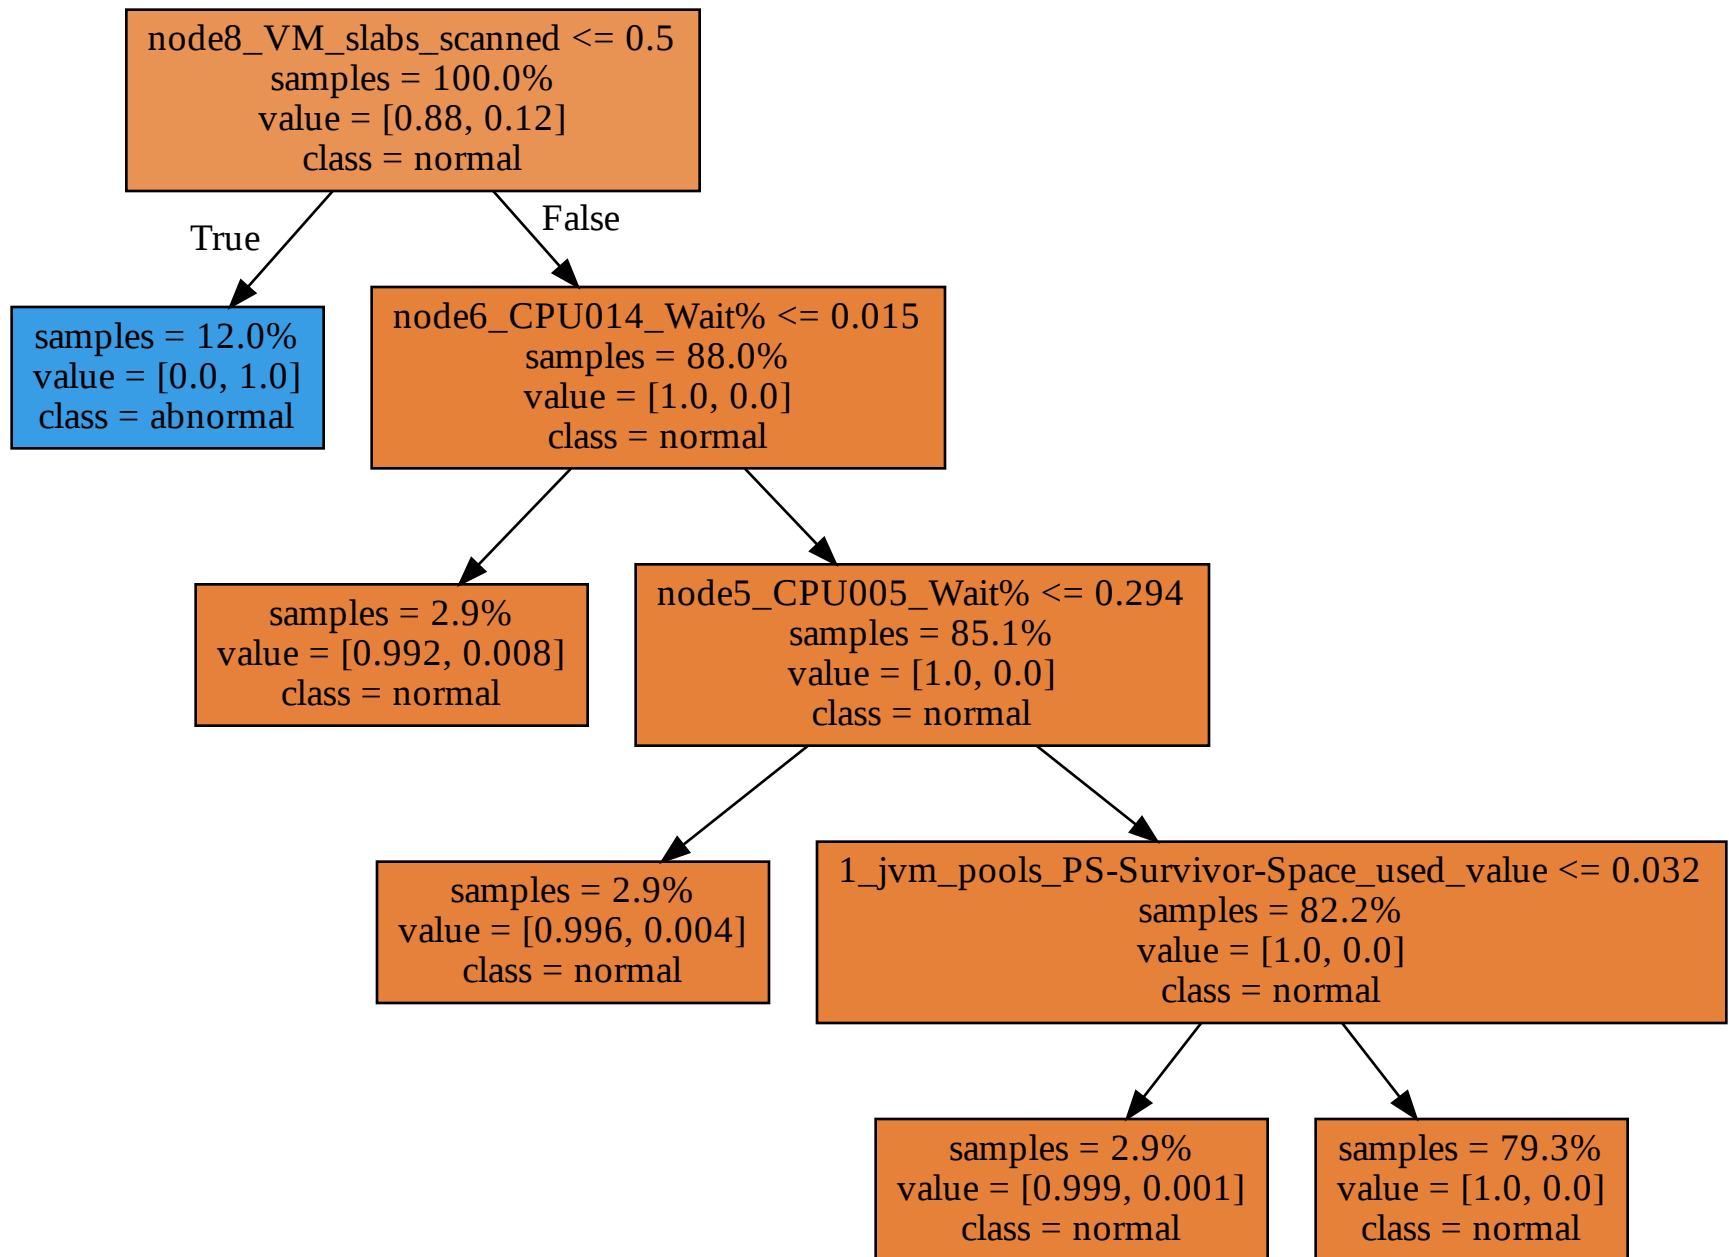 node8_VM_slabs_scanned <= 0.5
samples = 100.0%
value = [0.88, 0.12]
class = normal
True
False
samples = 12.0%
value = [0.0, 1.0]
class = abnormal
node6_CPU014_Wait% <= 0.015
samples = 88.0%
value = [1.0, 0.0]
class = normal
samples = 2.9%
value = [0.992, 0.008]
class = normal
node5_CPU005_Wait% <= 0.294
samples = 85.1%
value = [1.0, 0.0]
class = normal
samples = 2.9%
value = [0.996, 0.004]
class = normal
1_jvm_pools_PS-Survivor-Space_used_value <= 0.032
samples = 82.2%
value = [1.0, 0.0]
class = normal
samples = 2.9%
value = [0.999, 0.001]
class = normal
samples = 79.3%
value = [1.0, 0.0]
class = normal